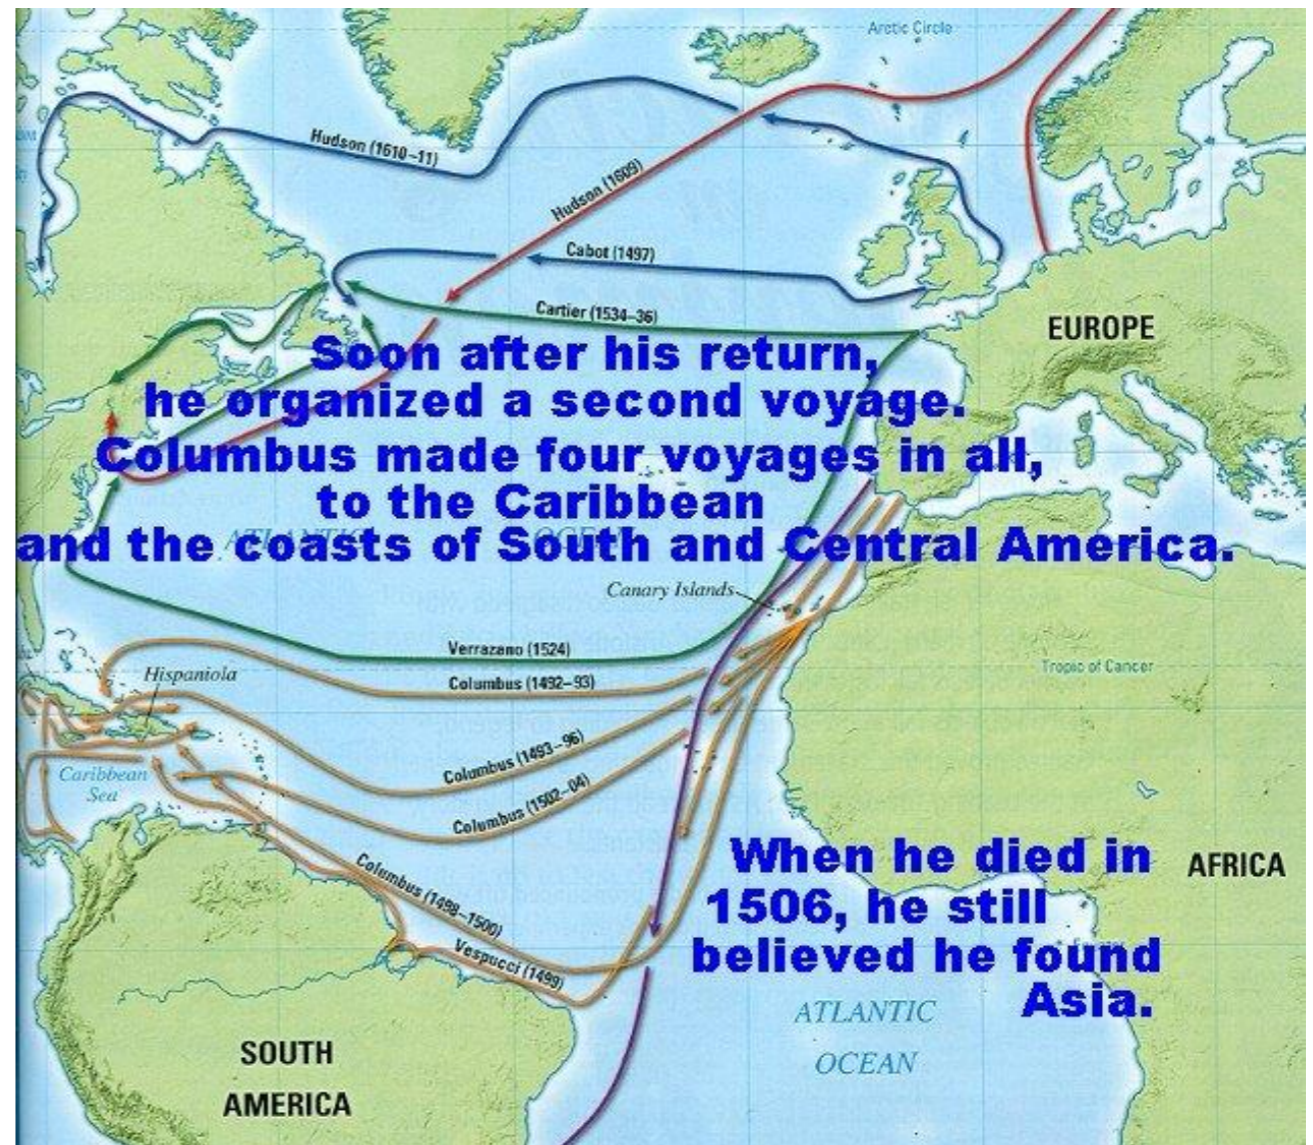 Arctic Circle
Hudson (1610–11)
Hudson (1609)
Cabot (1497)
Cartier (1534–36)
EUROPE
Soon after his return,
he organized a second voyage.
Columbus made four voyages in all,
to the Caribbean
and the coasts of South and Central America.
ATLANTIC OCEAN
Canary Islands
Verrazano (1524)
Columbus (1492–93)
Hispaniola
Tropic of Cancer
Columbus (1493–96)
Caribbean
Sea
Columbus (1502–04)
When he died in
1506, he still
believed he found
Asia.
AFRICA
Columbus (1498–1500)
Vespucci (1499)
ATLANTIC
OCEAN
SOUTH
AMERICA